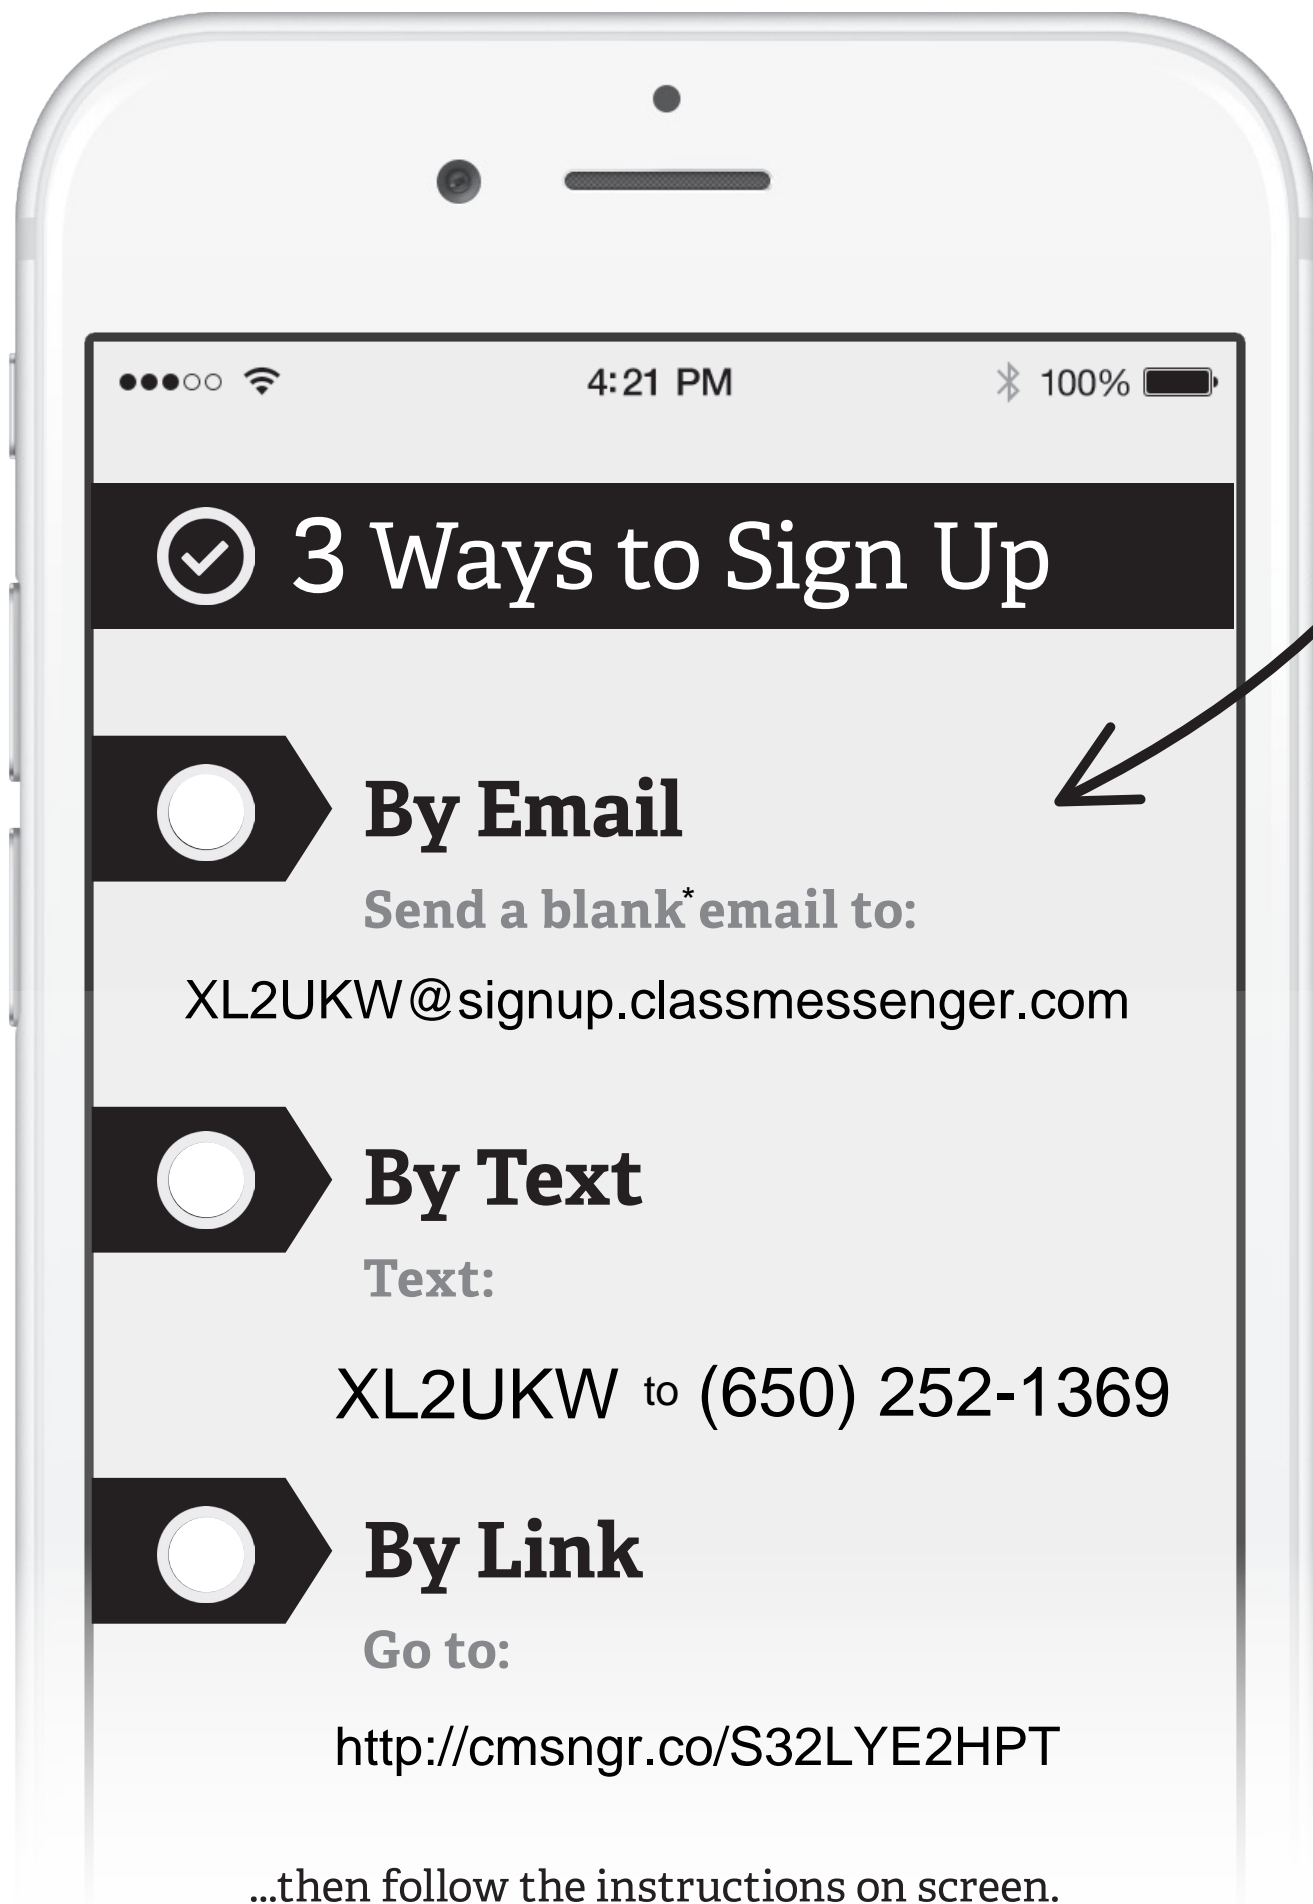 4:21 PM 100%
3 Ways to Sign Up
By Email
Send a blank* email to:
XL2UKW@signup.classmessenger.com
By Text
Text:
XL2UKW to (650) 252-1369
By Link
Go to:
http://cmsngr.co/S32LYE2HPT
...then follow the instructions on screen.